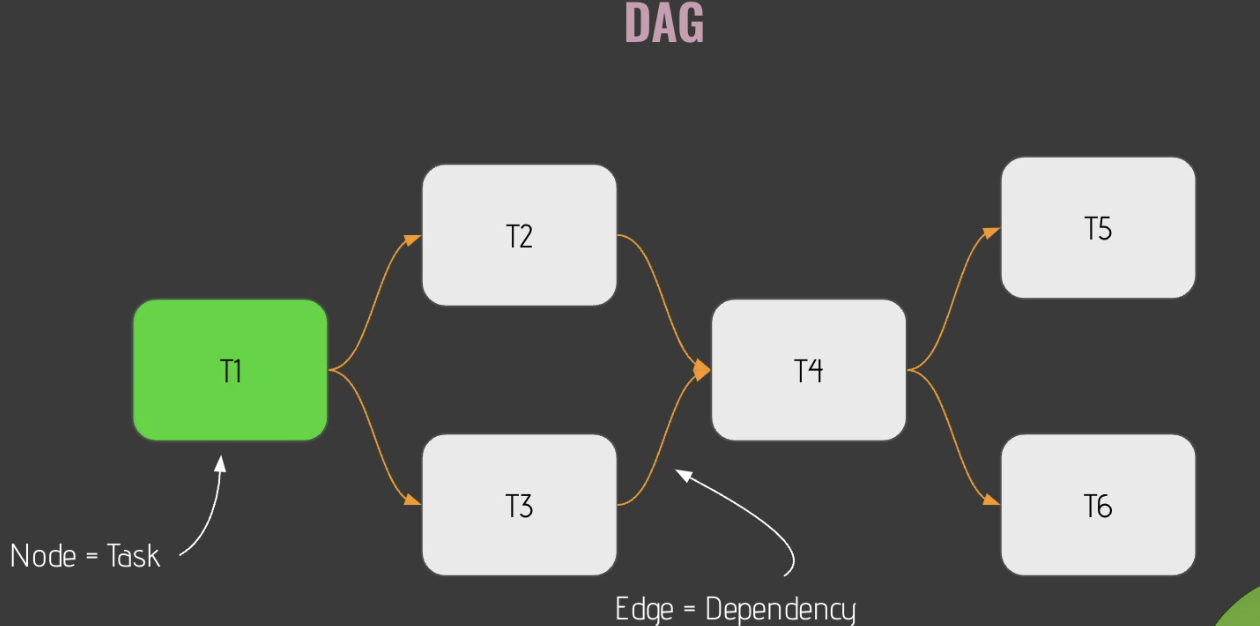 DAG
T1
T2
T3
T4
T5
T6
Node = Task
Edge = Dependency